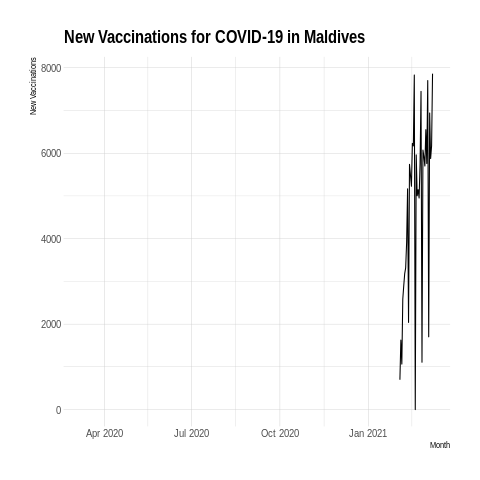 New Vaccinations for COVID-19 in Maldives
New Vaccinations
8000
6000
4000
2000
0
Apr 2020
Jul 2020
Oct 2020
Jan 2021
Month